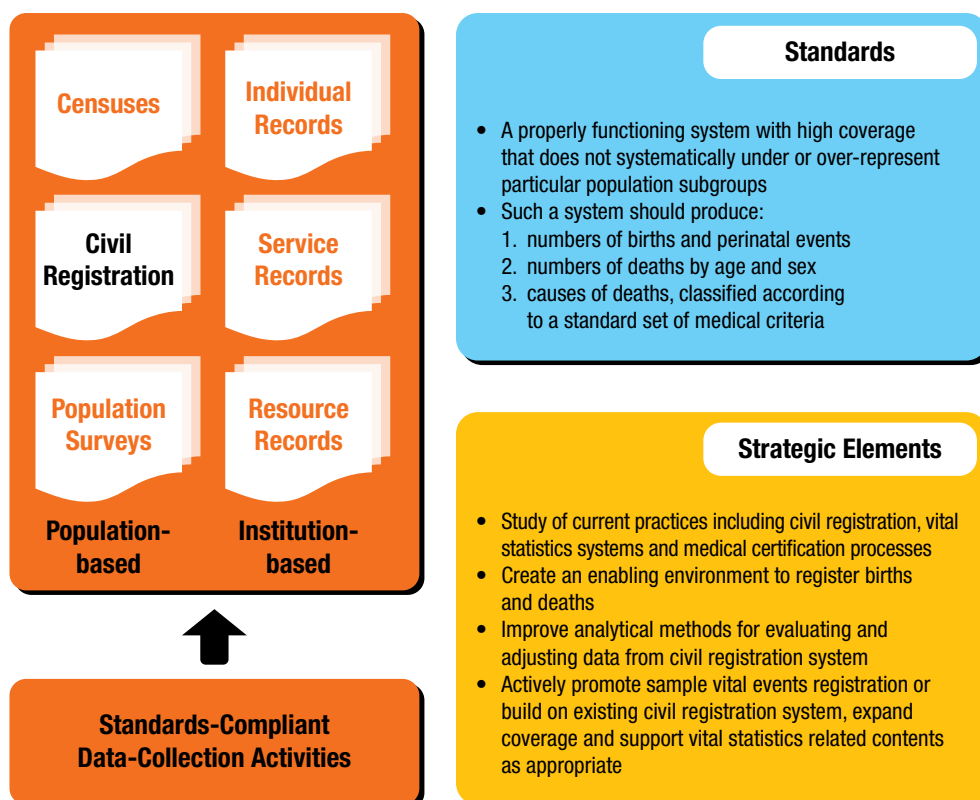 Censuses
Individual
Records
Civil
Registration
Service
Records
Population
Surveys
Resource
Records
Population-
based
Institution-
based
Standards-Compliant
Data-Collection Activities
Standards
• A properly functioning system with high coverage
that does not systematically under or over-represent
particular population subgroups
• Such a system should produce:
1. numbers of births and perinatal events
2. numbers of deaths by age and sex
3. causes of deaths, classified according
to a standard set of medical criteria
Strategic Elements
• Study of current practices including civil registration, vital
statistics systems and medical certification processes
• Create an enabling environment to register births
and deaths
• Improve analytical methods for evaluating and
adjusting data from civil registration system
• Actively promote sample vital events registration or
build on existing civil registration system, expand
coverage and support vital statistics related contents
as appropriate